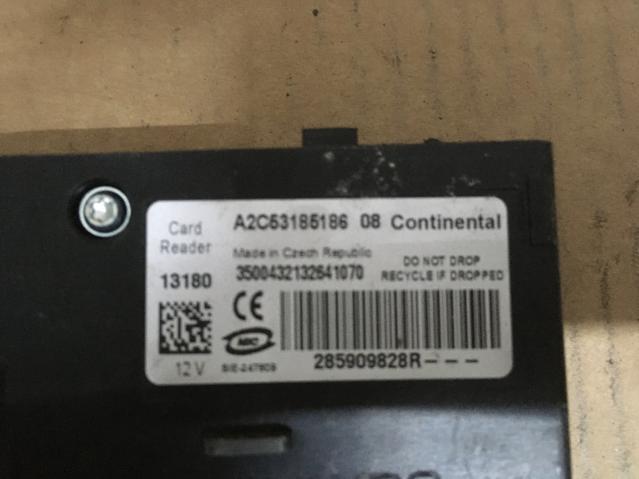 Card Reader
A2C53185186 08 Continental
Made in Czech Republic
3500432132641070
DO NOT DROP
RECYCLE IF DROPPED
13180
CE
12 V
285909828R---